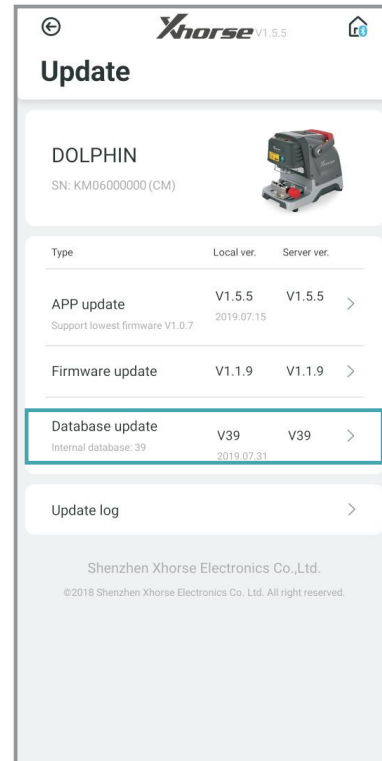 Xhorse V1.5.5
Update
DOLPHIN
SN: KM06000000 (CM)
Type Local ver. Server ver.
APP update V1.5.5 V1.5.5
Support lowest firmware V1.0.7 2019.07.15
Firmware update V1.1.9 V1.1.9
Database update V39 V39
Internal database: 39 2019.07.31
Update log
Shenzhen Xhorse Electronics Co.,Ltd.
©2018 Shenzhen Xhorse Electronics Co. Ltd. All right reserved.